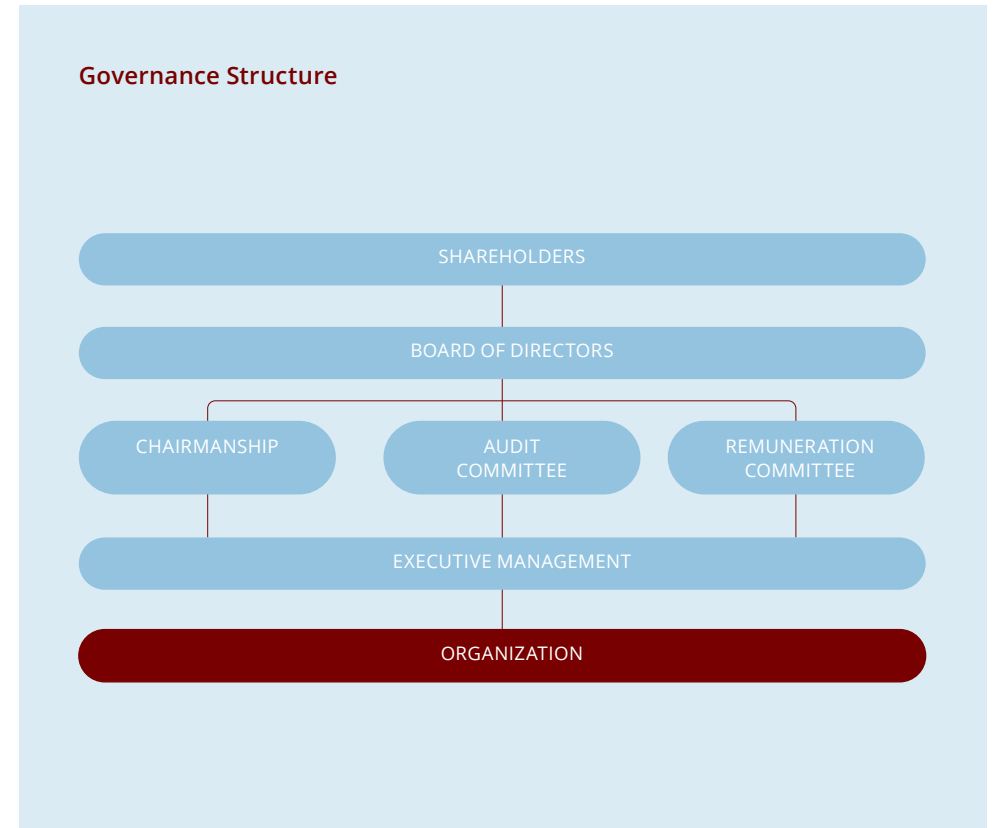 Governance Structure
SHAREHOLDERS
BOARD OF DIRECTORS
CHAIRMANSHIP
AUDIT
COMMITTEE
REMUNERATION
COMMITTEE
EXECUTIVE MANAGEMENT
ORGANIZATION